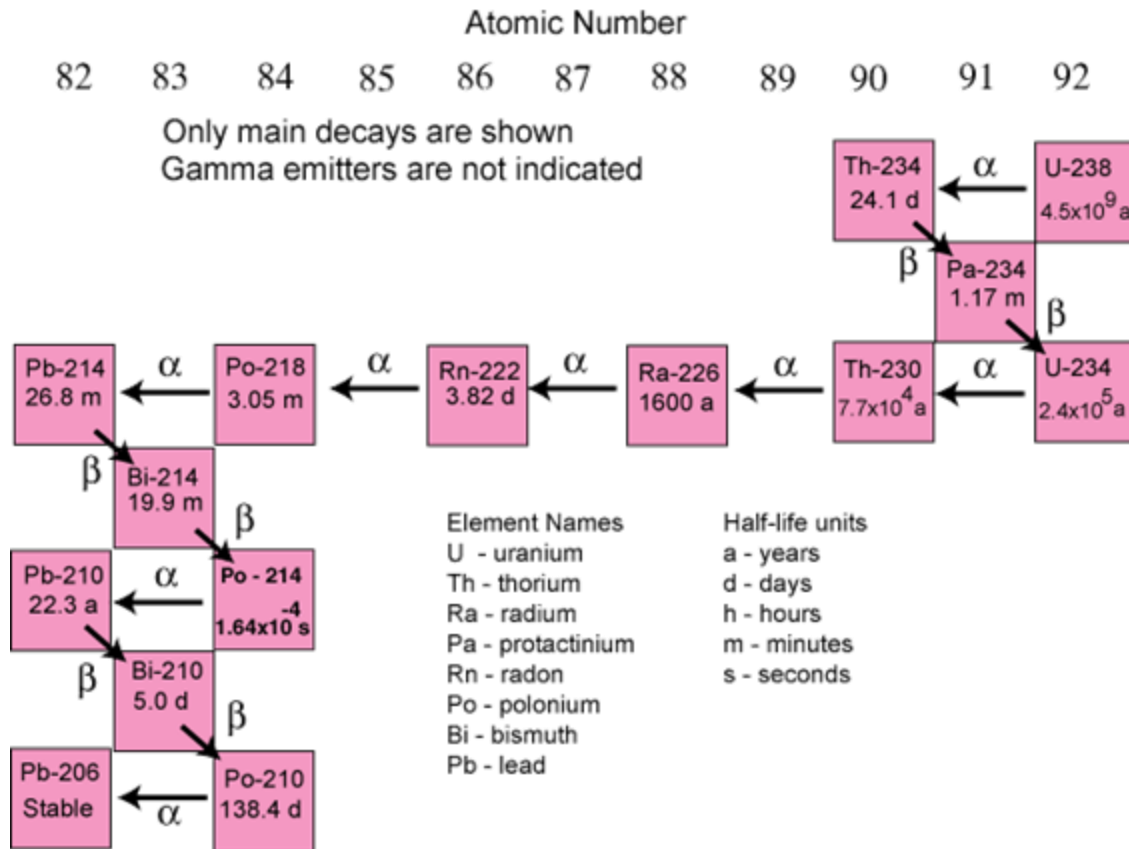 Atomic Number
82 83 84 85 86 87 88 89 90 91 92
Only main decays are shown
Gamma emitters are not indicated
Th-234
24.1 d
α
U-238
4.5x10⁹ a
β
Pa-234
1.17 m
β
Pb-214
26.8 m
α
Po-218
3.05 m
α
Rn-222
3.82 d
α
Ra-226
1600 a
α
Th-230
7.7x10⁴ a
α
U-234
2.4x10⁵ a
β
Bi-214
19.9 m
β
Pb-210
22.3 a
α
Po - 214
1.64x10⁻⁴ s
β
Bi-210
5.0 d
β
Pb-206
Stable
α
Po-210
138.4 d
Element Names
U - uranium
Th - thorium
Ra - radium
Pa - protactinium
Rn - radon
Po - polonium
Bi - bismuth
Pb - lead
Half-life units
a - years
d - days
h - hours
m - minutes
s - seconds